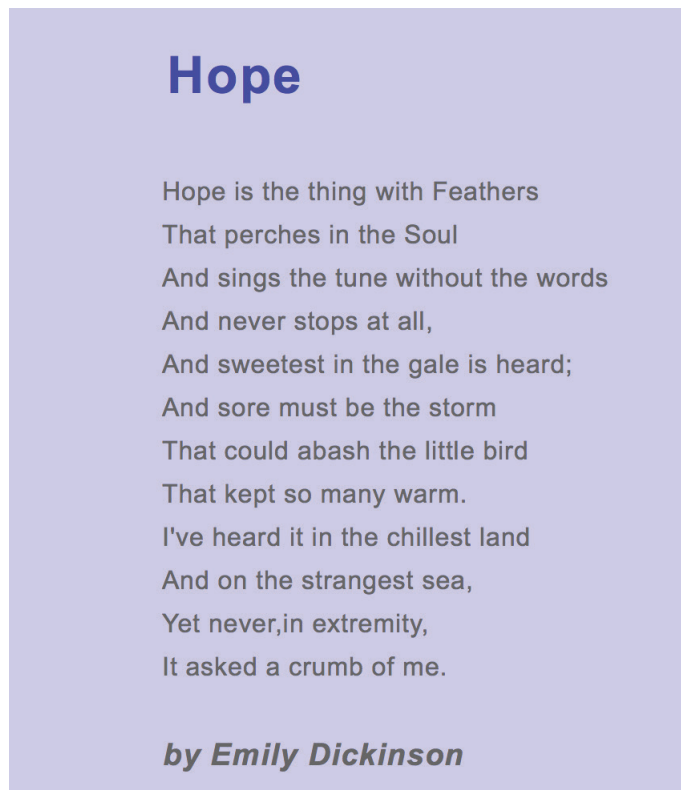 Hope
Hope is the thing with Feathers
That perches in the Soul
And sings the tune without the words
And never stops at all,
And sweetest in the gale is heard;
And sore must be the storm
That could abash the little bird
That kept so many warm.
I've heard it in the chillest land
And on the strangest sea,
Yet never,in extremity,
It asked a crumb of me.
by Emily Dickinson